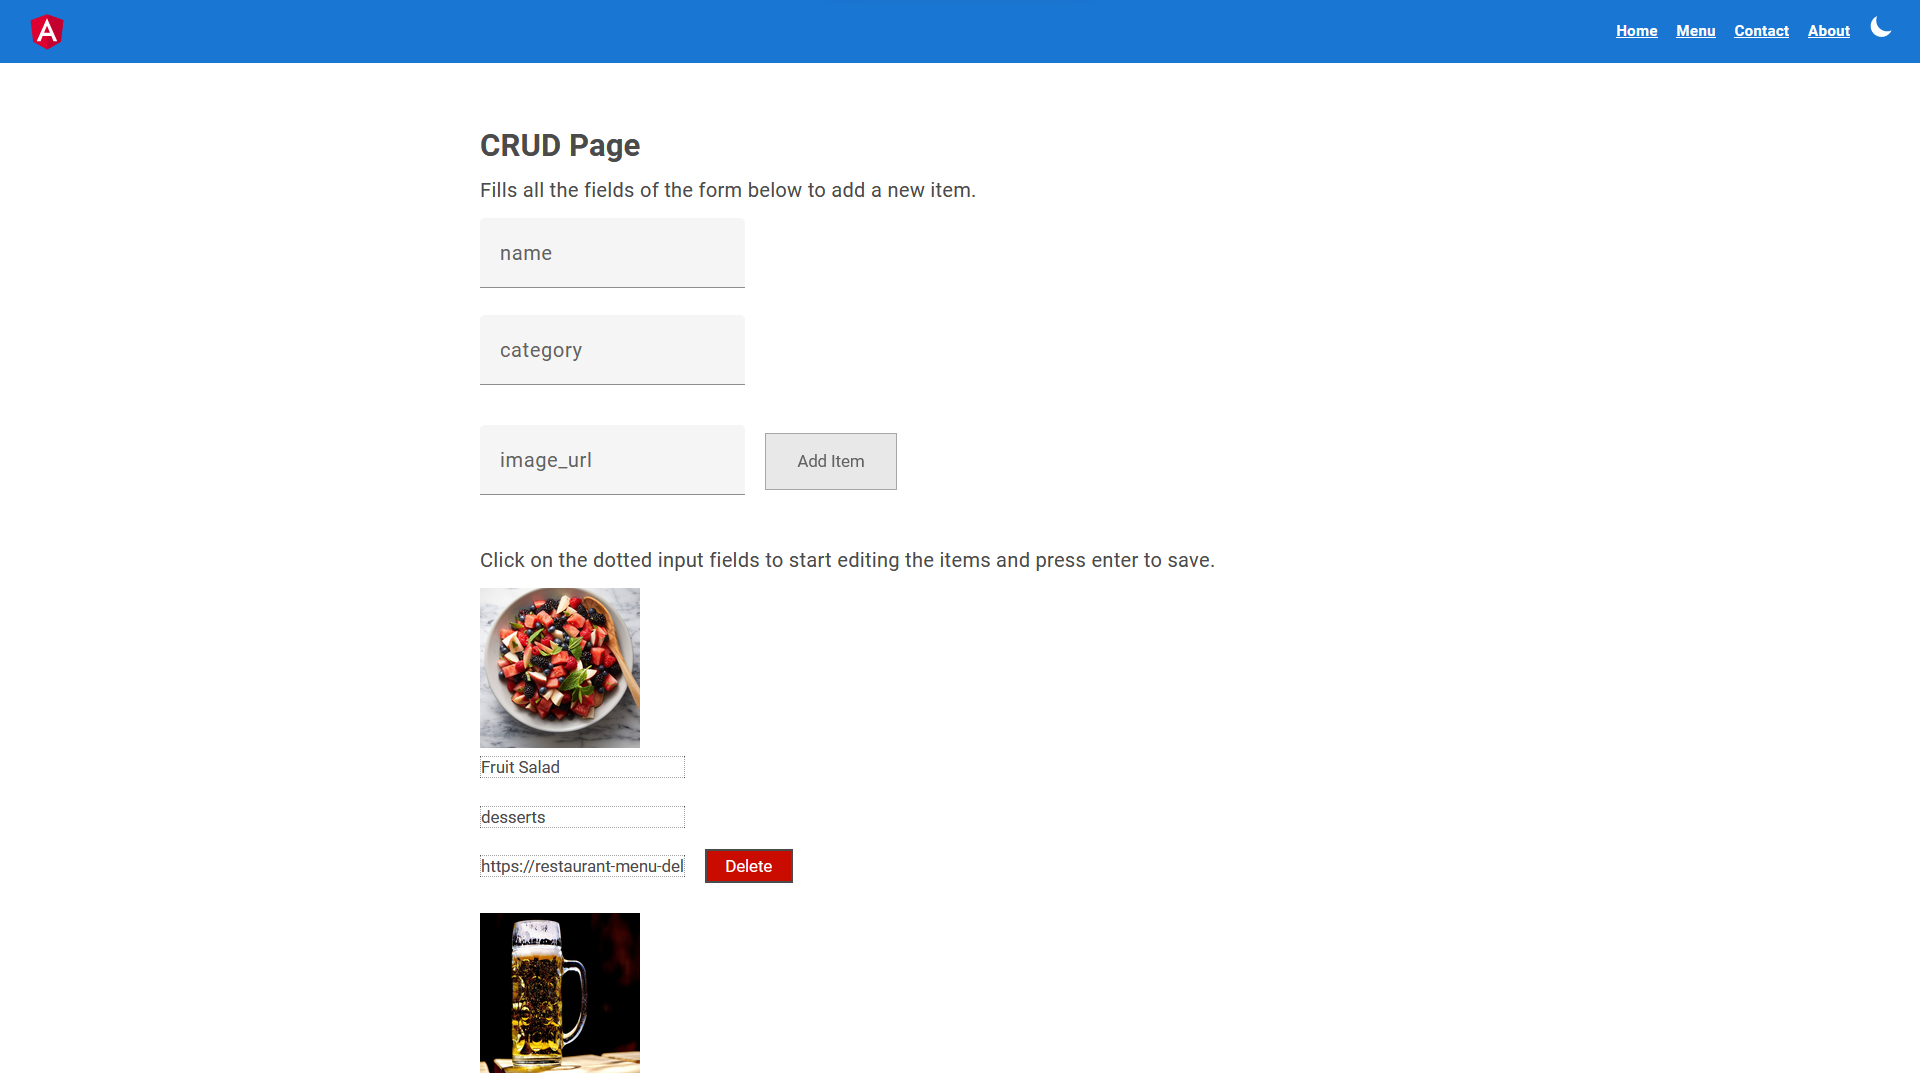 A
Home Menu Contact About
CRUD Page
Fills all the fields of the form below to add a new item.
name
category
image_url
Add Item
Click on the dotted input fields to start editing the items and press enter to save.
Fruit Salad
desserts
https://restaurant-menu-del
Delete